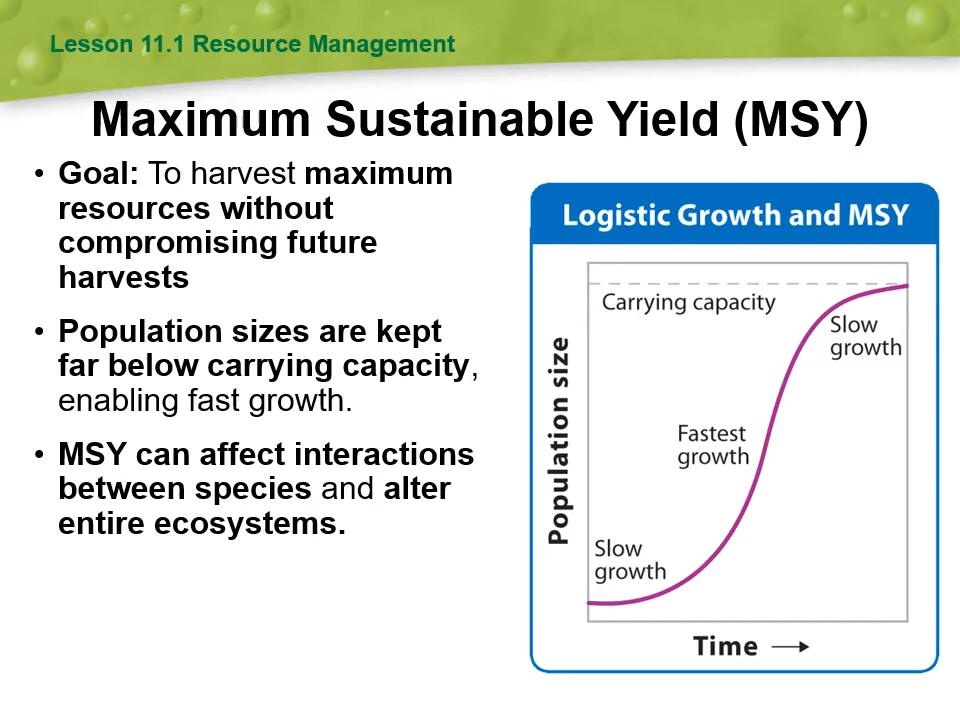 Lesson 11.1 Resource Management
Maximum Sustainable Yield (MSY)
• Goal: To harvest maximum
resources without
compromising future
harvests
• Population sizes are kept
far below carrying capacity,
enabling fast growth.
• MSY can affect interactions
between species and alter
entire ecosystems.
Logistic Growth and MSY
Carrying capacity
Slow
growth
Fastest
growth
Slow
growth
Population size
Time